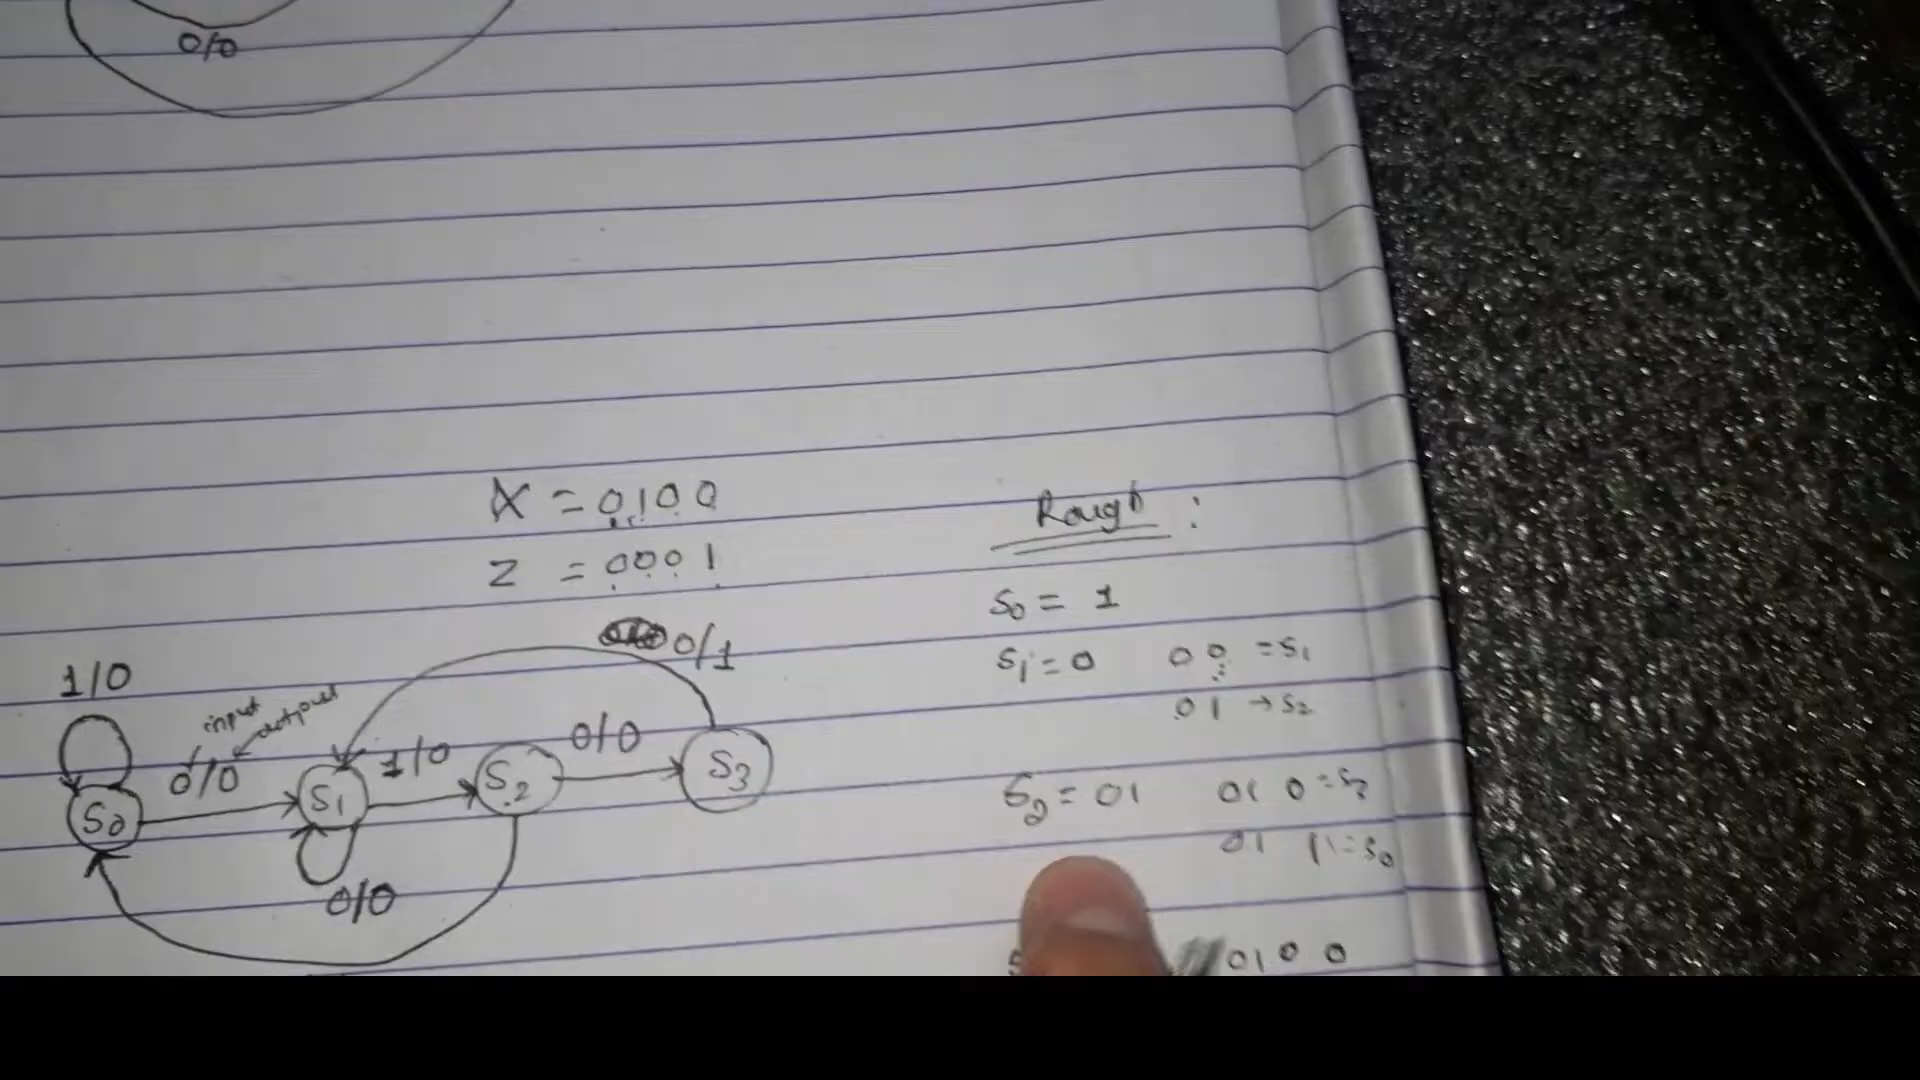 0/0
X = 0100
Z = 0001
Rough :
S0 = 1
S1 = 0 00 = S1
01 → S2
0/1
1/0
input
output
0/0
1/0
0/0
S0
S1
S2
S3
0/0
S2 = 01 010 = S3
01 1 = S0
0100